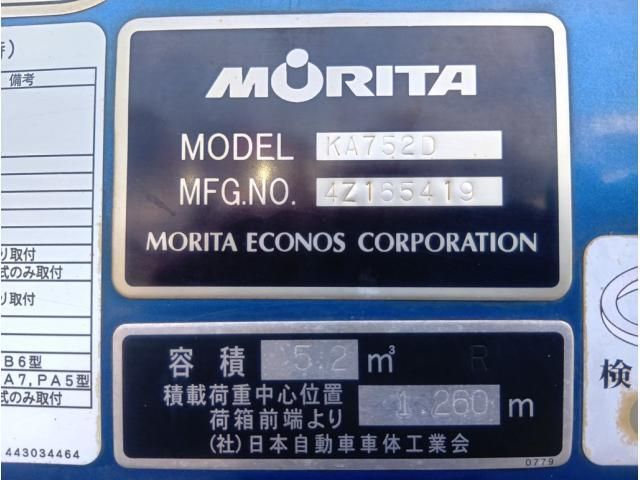 時)
備考
り取付
式のみ取付
り取付
B6型
A7,PA5型
式のみ取付
443034464
MORITA
MODEL KA752D
MFG.NO. 4Z165419
MORITA ECONOS CORPORATION
容積 5.2 m³ R
積載荷重中心位置
荷箱前端より 1.260 m
(社)日本自動車車体工業会
0779
検